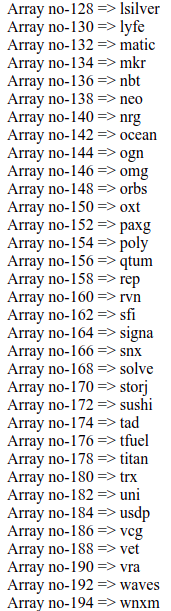 Array no-128 => lsilver
Array no-130 => lyfe
Array no-132 => matic
Array no-134 => mkr
Array no-136 => nbt
Array no-138 => neo
Array no-140 => nrg
Array no-142 => ocean
Array no-144 => ogn
Array no-146 => omg
Array no-148 => orbs
Array no-150 => oxt
Array no-152 => paxg
Array no-154 => poly
Array no-156 => qtum
Array no-158 => rep
Array no-160 => rvn
Array no-162 => sfi
Array no-164 => signa
Array no-166 => snx
Array no-168 => solve
Array no-170 => storj
Array no-172 => sushi
Array no-174 => tad
Array no-176 => tfuel
Array no-178 => titan
Array no-180 => trx
Array no-182 => uni
Array no-184 => usdp
Array no-186 => vcg
Array no-188 => vet
Array no-190 => vra
Array no-192 => waves
Array no-194 => wnxm